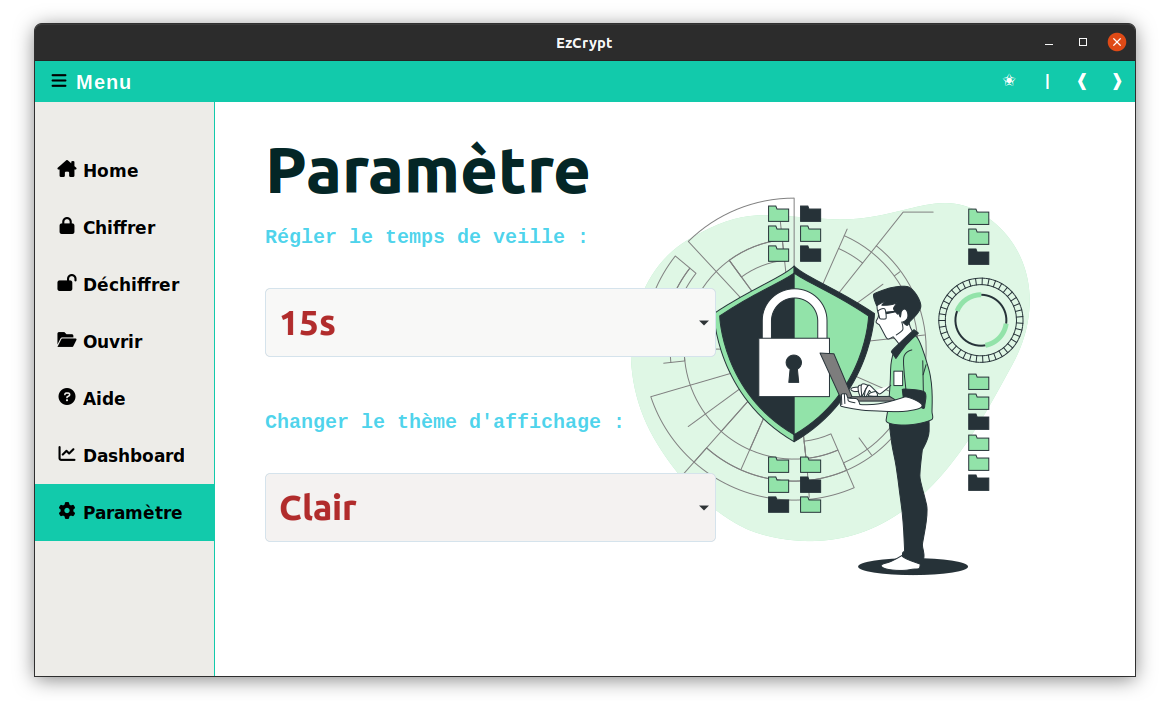 EzCrypt
Menu
Home
Chiffrer
Déchiffrer
Ouvrir
Aide
Dashboard
Paramètre
Paramètre
Régler le temps de veille :
15s
Changer le thème d'affichage :
Clair